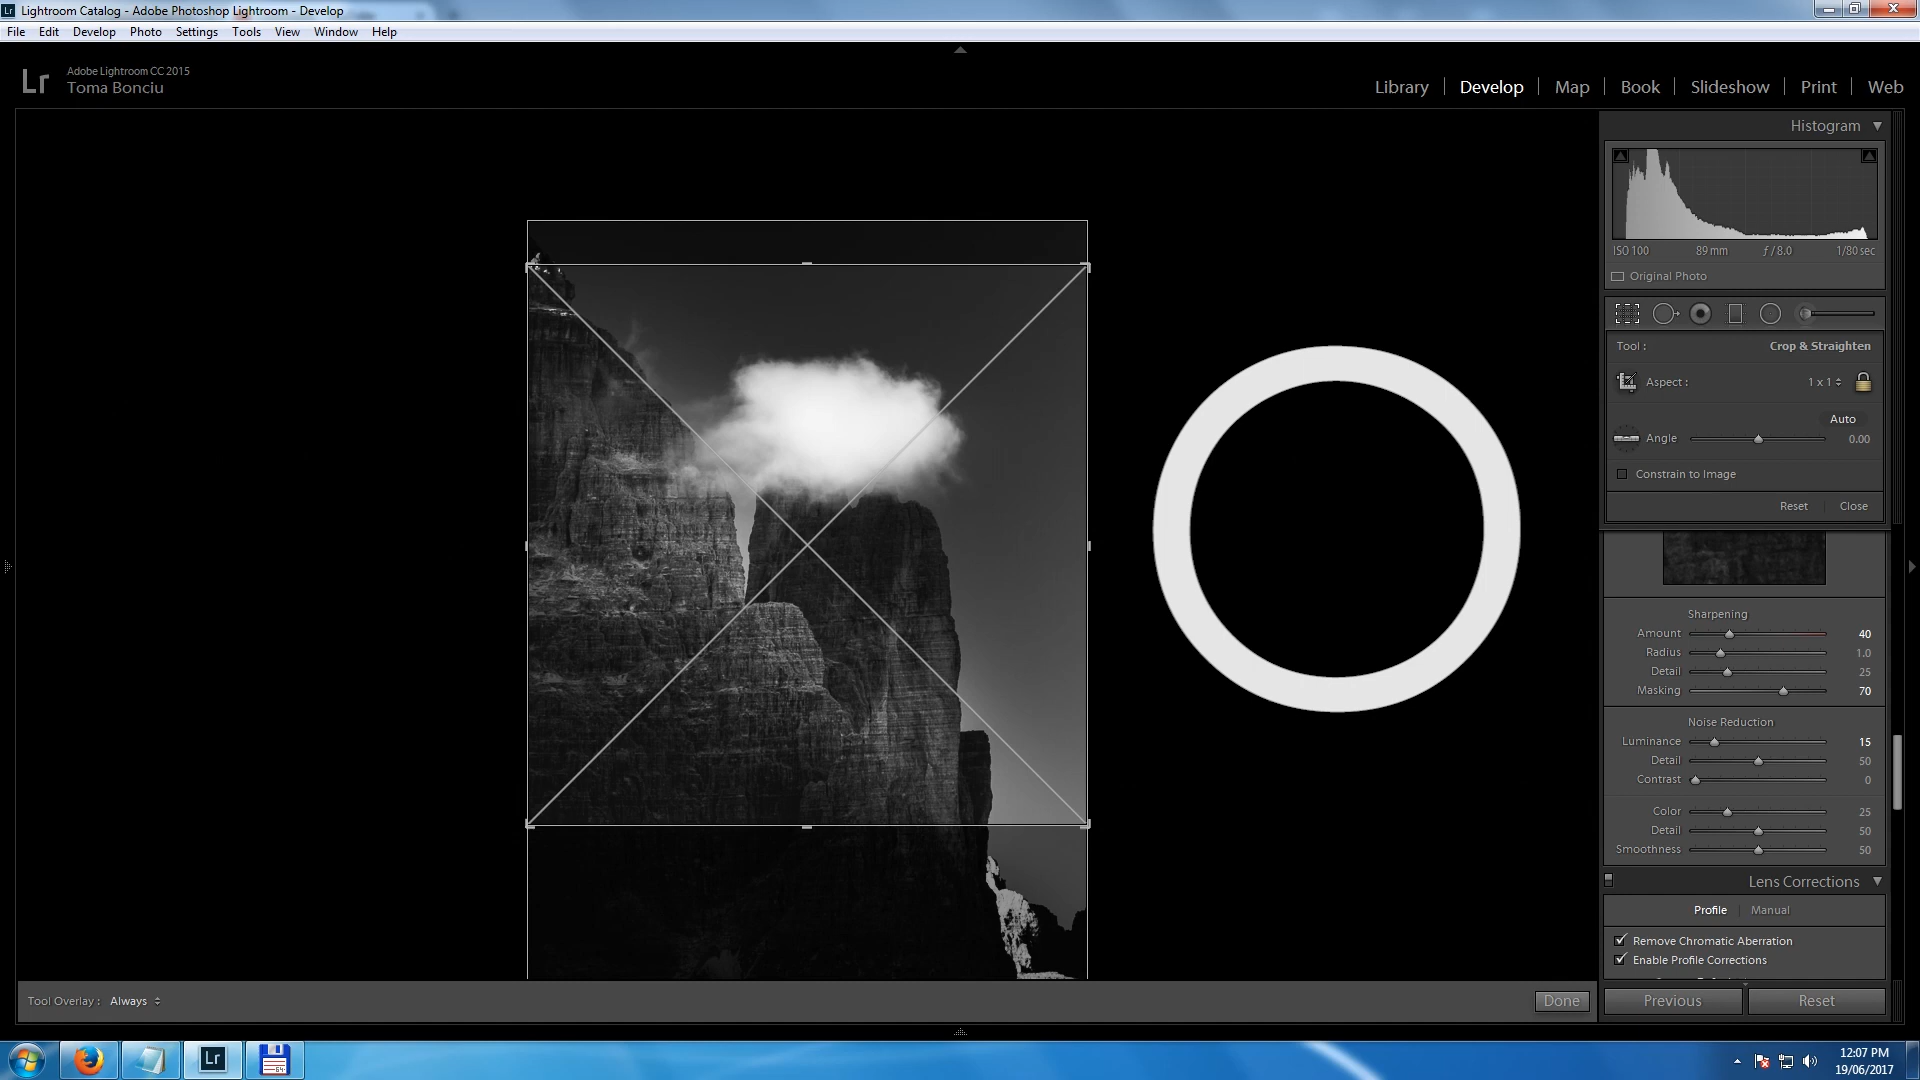 Lr Lightroom Catalog - Adobe Photoshop Lightroom - Develop
File Edit Develop Photo Settings Tools View Window Help
Lr
Adobe Lightroom CC 2015
Toma Bonciu
Library Develop Map Book Slideshow Print Web
Histogram
ISO 100 89 mm f / 8.0 1/80 sec
Original Photo
Tool : Crop & Straighten
Aspect : 1 x 1
Auto
Angle 0.00
Constrain to Image
Reset Close
Sharpening
Amount 40
Radius 1.0
Detail 25
Masking 70
Noise Reduction
Luminance 15
Detail 50
Contrast 0
Color 25
Detail 50
Smoothness 50
Lens Corrections
Profile Manual
Remove Chromatic Aberration
Enable Profile Corrections
Tool Overlay : Always
Done
Previous Reset
Lr
64
12:07 PM
19/06/2017